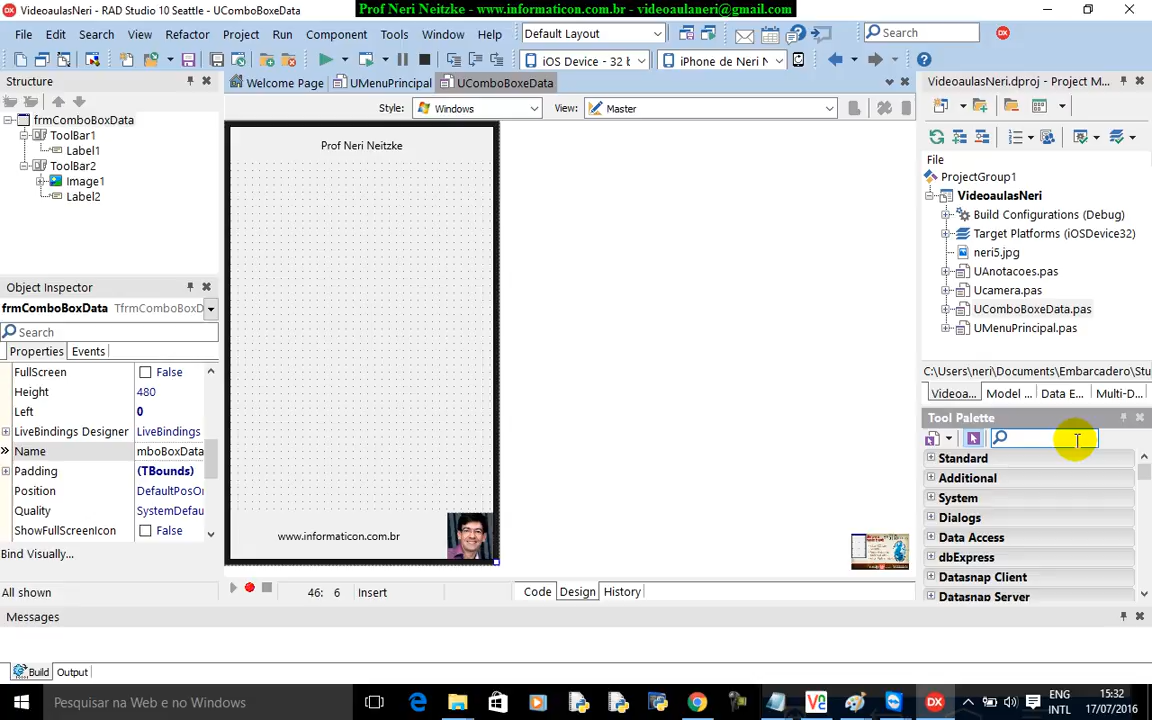 VideoaulasNeri - RAD Studio 10 Seattle - UComboBoxeData
Prof Neri Neitzke - www.informaticon.com.br - videoaulaneri@gmail.com
File Edit Search View Refactor Project Run Component Tools Window Help
Default Layout
Search
iOS Device - 32 b
iPhone de Neri N
Structure
Welcome Page
UMenuPrincipal
UComboBoxeData
VideoaulasNeri.dproj - Project M...
Style:
Windows
View:
Master
frmComboBoxData
ToolBar1
Label1
ToolBar2
Image1
Label2
Prof Neri Neitzke
www.informaticon.com.br
File
ProjectGroup1
VideoaulasNeri
Build Configurations (Debug)
Target Platforms (iOSDevice32)
neri5.jpg
UAnotacoes.pas
Ucamera.pas
UComboBoxeData.pas
UMenuPrincipal.pas
C:\Users\neri\Documents\Embarcadero\Stu
Videoa... Model ... Data E... Multi-D...
Object Inspector
frmComboBoxData TfrmComboBoxD
Search
Properties Events
FullScreen False
Height 480
Left 0
LiveBindings Designer LiveBindings
Name mboBoxData
Padding (TBounds)
Position DefaultPosOn
Quality SystemDefau
ShowFullScreenIcon False
Bind Visually...
All shown
Tool Palette
Standard
Additional
System
Dialogs
Data Access
dbExpress
Datasnap Client
Datasnap Server
46: 6 Insert
Code Design History
Messages
Build Output
Pesquisar na Web e no Windows
ENG
INTL
15:32
17/07/2016